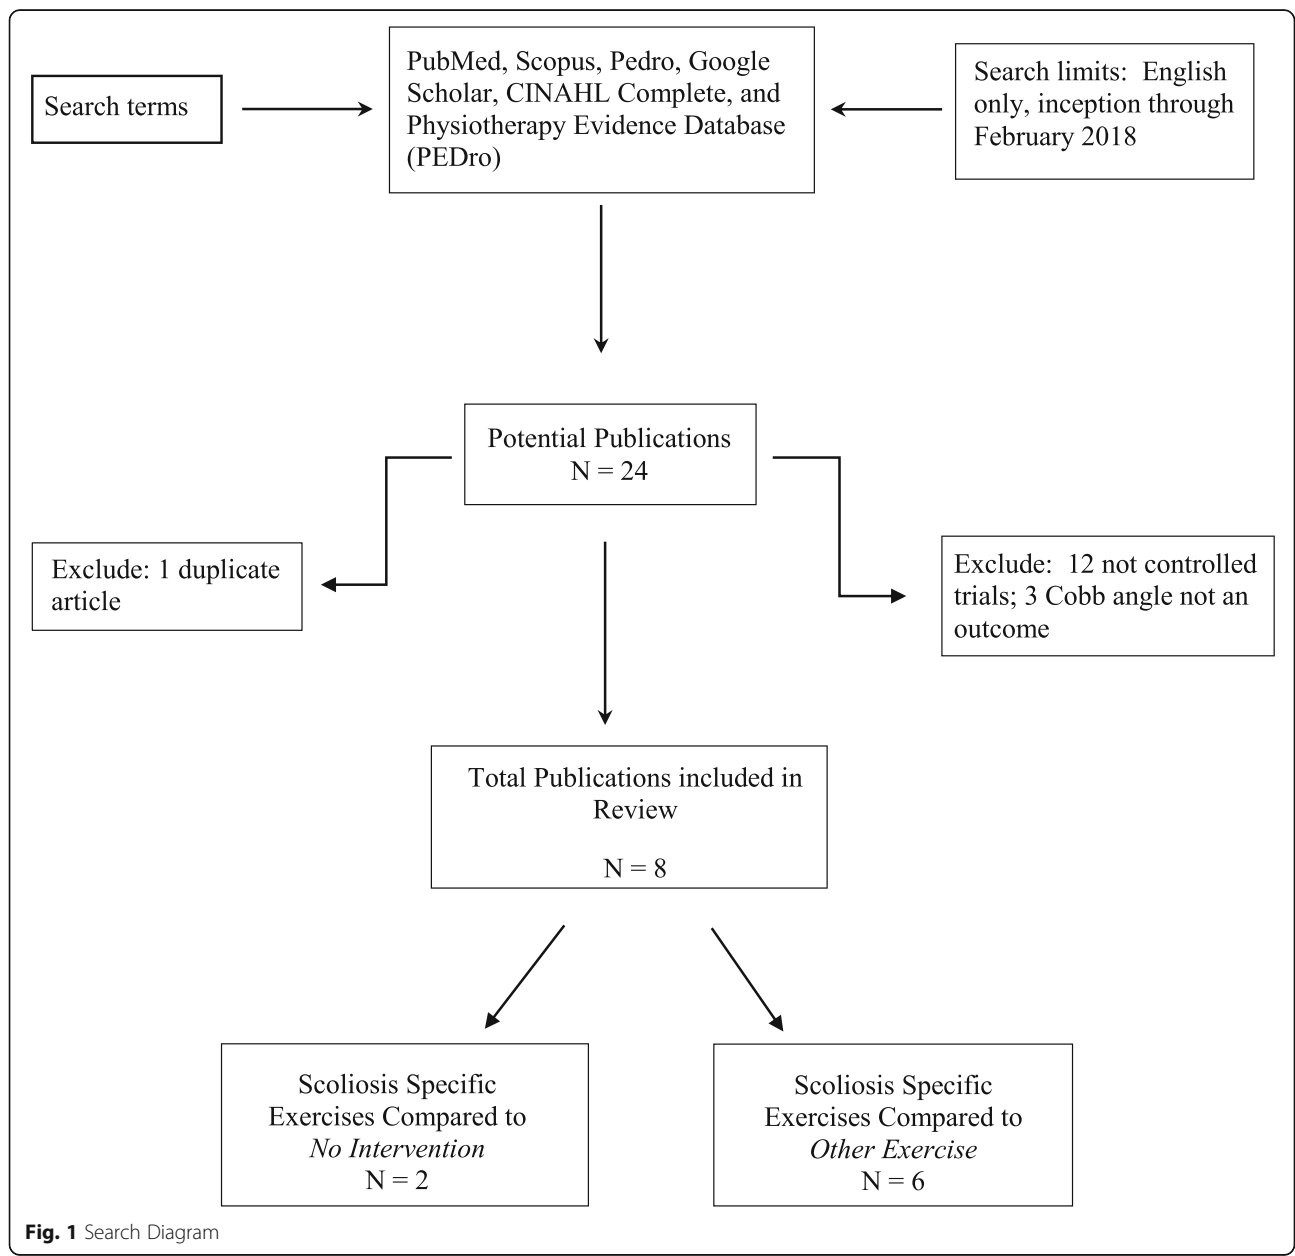 Search terms
PubMed, Scopus, Pedro, Google
Scholar, CINAHL Complete, and
Physiotherapy Evidence Database
(PEDro)
Search limits:  English
only, inception through
February 2018
Potential Publications
N = 24
Exclude: 1 duplicate
article
Exclude:  12 not controlled
trials; 3 Cobb angle not an
outcome
Total Publications included in
Review
N = 8
Scoliosis Specific
Exercises Compared to
No Intervention
N = 2
Scoliosis Specific
Exercises Compared to
Other Exercise
N = 6
Fig. 1 Search Diagram